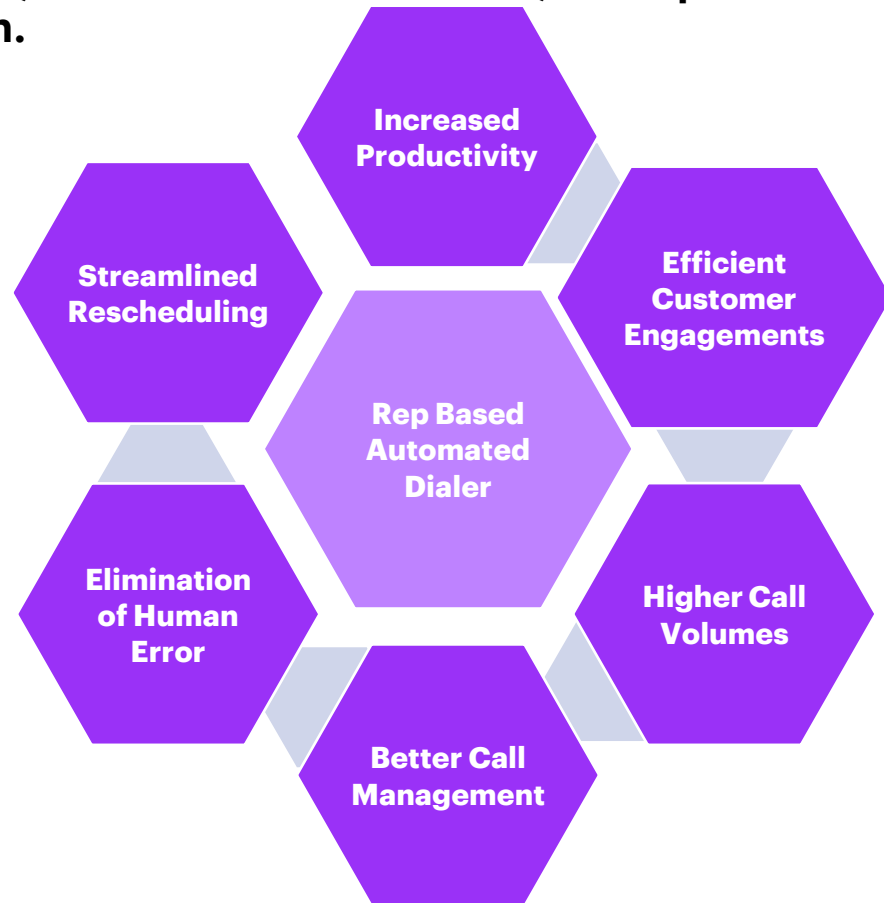 n.
Increased
Productivity
Efficient
Customer
Engagements
Higher Call
Volumes
Better Call
Management
Elimination
of Human
Error
Streamlined
Rescheduling
Rep Based
Automated
Dialer